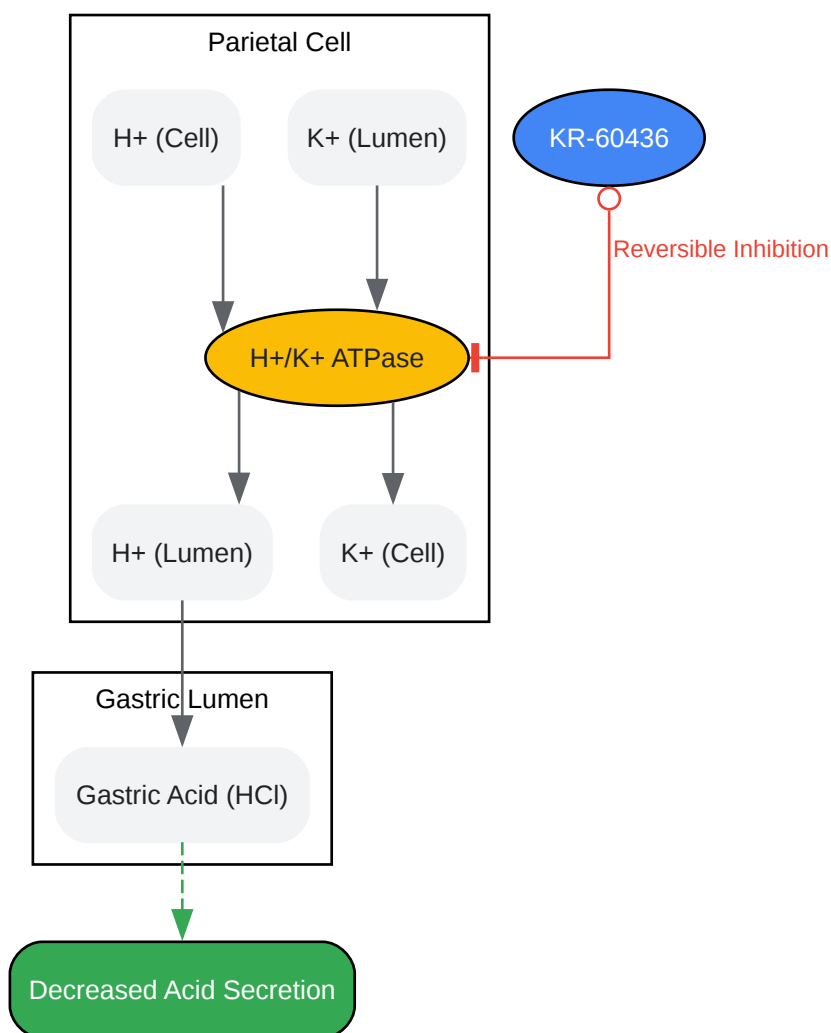 Parietal Cell
H+ (Cell)
K+ (Lumen)
KR-60436
Reversible Inhibition
H+/K+ ATPase
H+ (Lumen)
K+ (Cell)
Gastric Lumen
Gastric Acid (HCl)
Decreased Acid Secretion